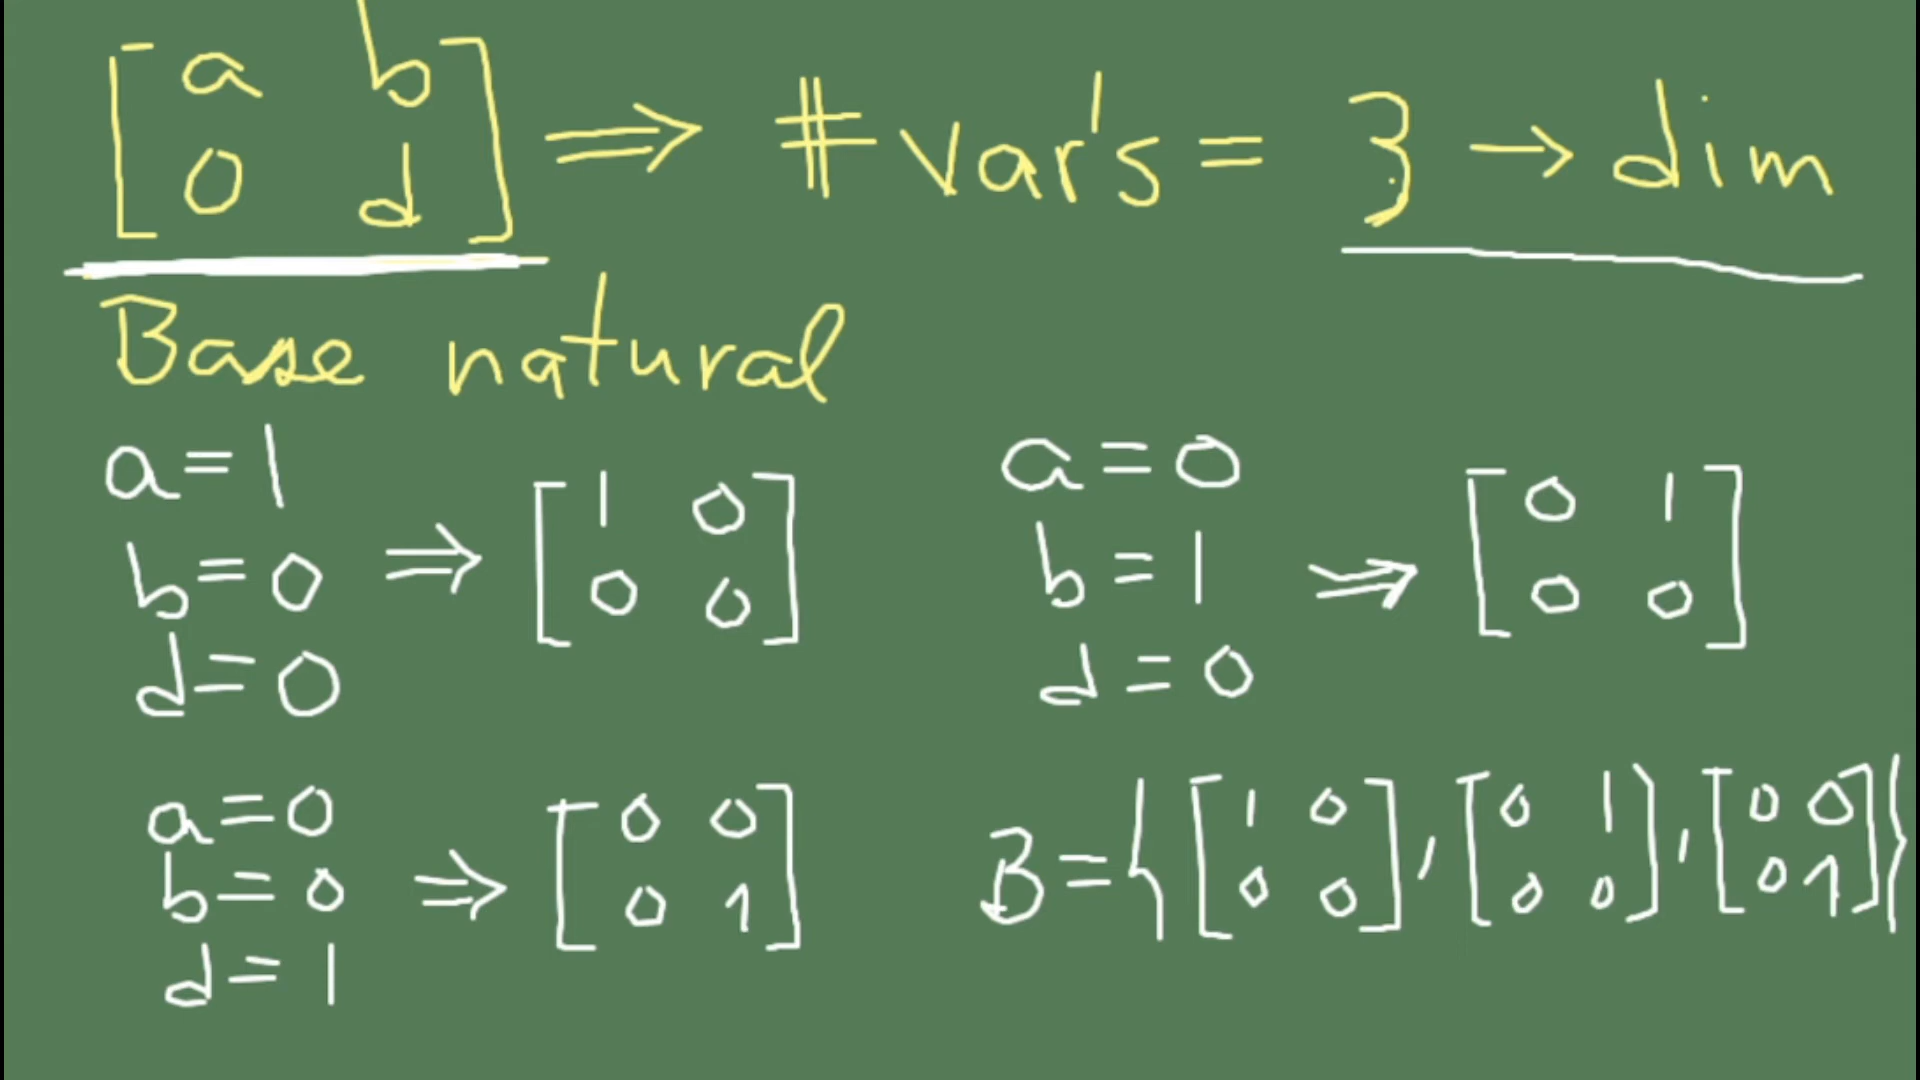 [a b
0 d] ⇒ #var's = 3 → dim
Base natural
a=1
b=0 ⇒ [1 0
0 0]
d=0
a=0
b=1 ⇒ [0 1
0 0]
d=0
a=0
b=0 ⇒ [0 0
0 1]
d=1
B={[1 0
0 0], [0 1
0 0], [0 0
0 1]}